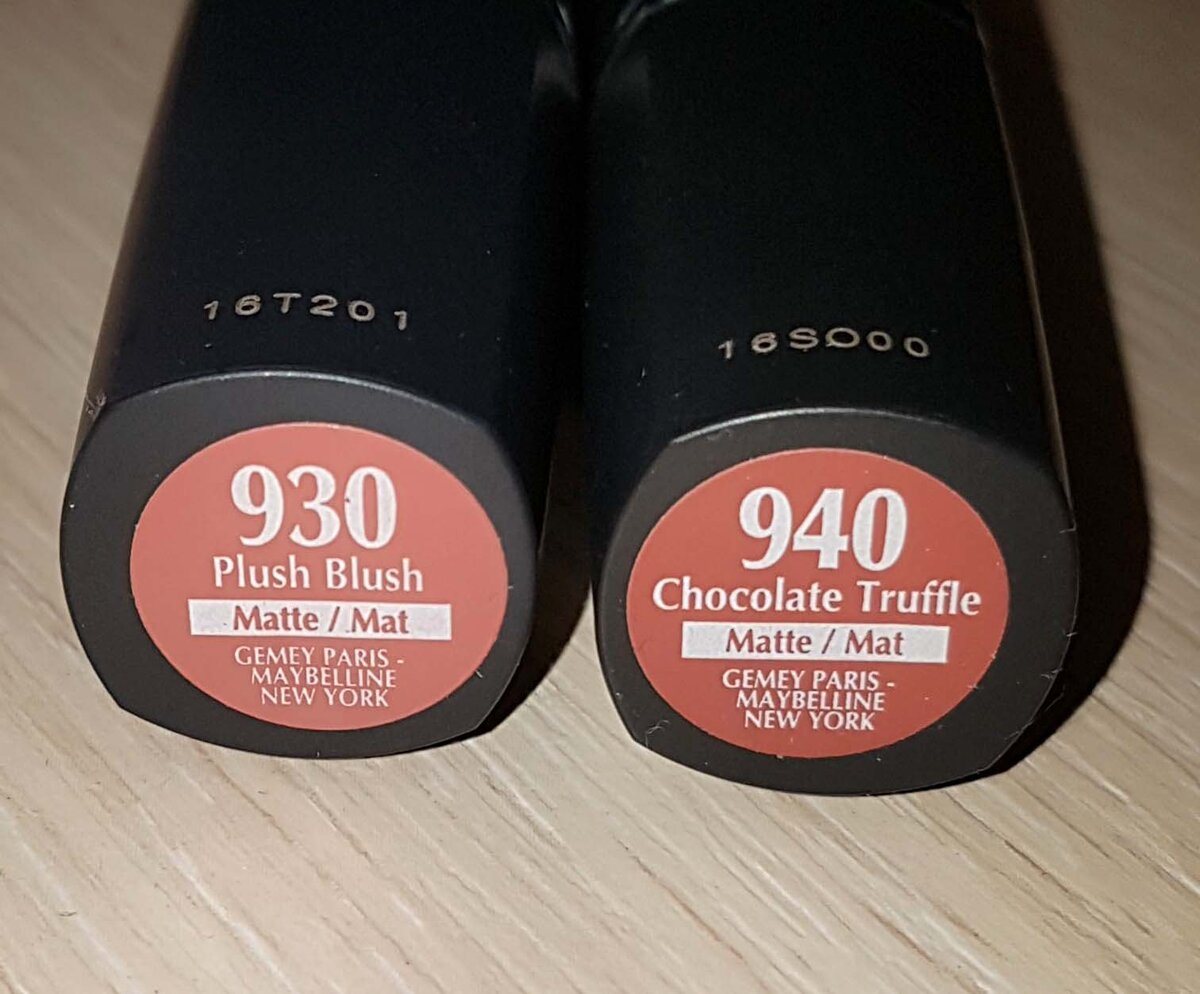 16T201
930
Plush Blush
Matte / Mat
GEMEY PARIS -
MAYBELLINE
NEW YORK
16SO00
940
Chocolate Truffle
Matte / Mat
GEMEY PARIS -
MAYBELLINE
NEW YORK